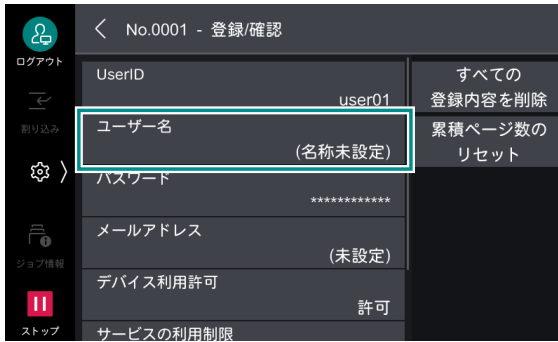 No.0001 - 登録/確認
ログアウト
割り込み
ジョブ情報
ストップ
UserID
user01
ユーザー名
(名称未設定)
パスワード
************
メールアドレス
(未設定)
デバイス利用許可
許可
サービスの利用制限
すべての
登録内容を削除
累積ページ数の
リセット